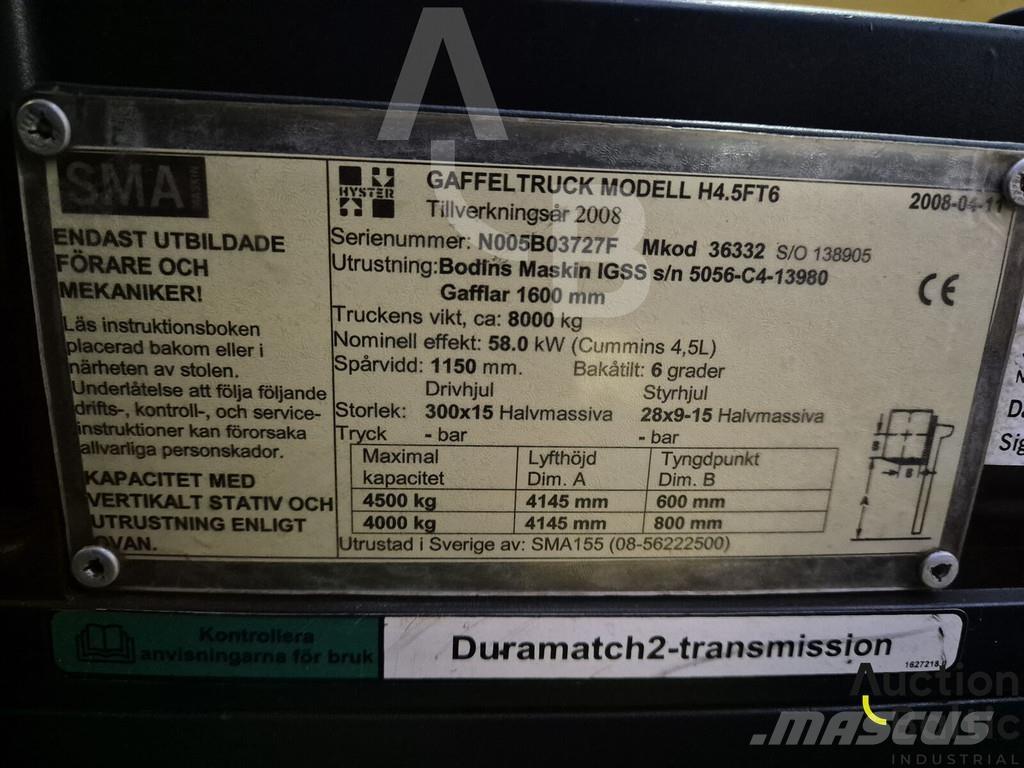 SMA
MASKIN
ENDAST UTBILDADE
FÖRARE OCH
MEKANIKER!
Läs instruktionsboken
placerad bakom eller i
närheten av stolen.
Underlåtelse att följa följande
drifts-, kontroll-, och service-
instruktioner kan förorsaka
allvarliga personskador.
KAPACITET MED
VERTIKALT STATIV OCH
UTRUSTNING ENLIGT
OVAN.
HYSTER
GAFFELTRUCK MODELL H4.5FT6
2008-04-11
Tillverkningsår 2008
Serienummer: N005B03727F Mkod 36332 S/O 138905
Utrustning: Bodins Maskin IGSS s/n 5056-C4-13980
Gafflar 1600 mm
CE
Truckens vikt, ca: 8000 kg
Nominell effekt: 58.0 kW (Cummins 4,5L)
Spårvidd: 1150 mm. Bakåtilt: 6 grader
Drivhjul Styrhjul
Storlek: 300x15 Halvmassiva 28x9-15 Halvmassiva
Tryck - bar - bar
Maximal Lyfthöjd Tyngdpunkt
kapacitet Dim. A Dim. B
4500 kg 4145 mm 600 mm
4000 kg 4145 mm 800 mm
Utrustad i Sverige av: SMA155 (08-56222500)
B
B
A
Sig
Kontrollera
anvisningarna för bruk
Duramatch2-transmission
A
B
Auction
MASCUS
INDUSTRIAL